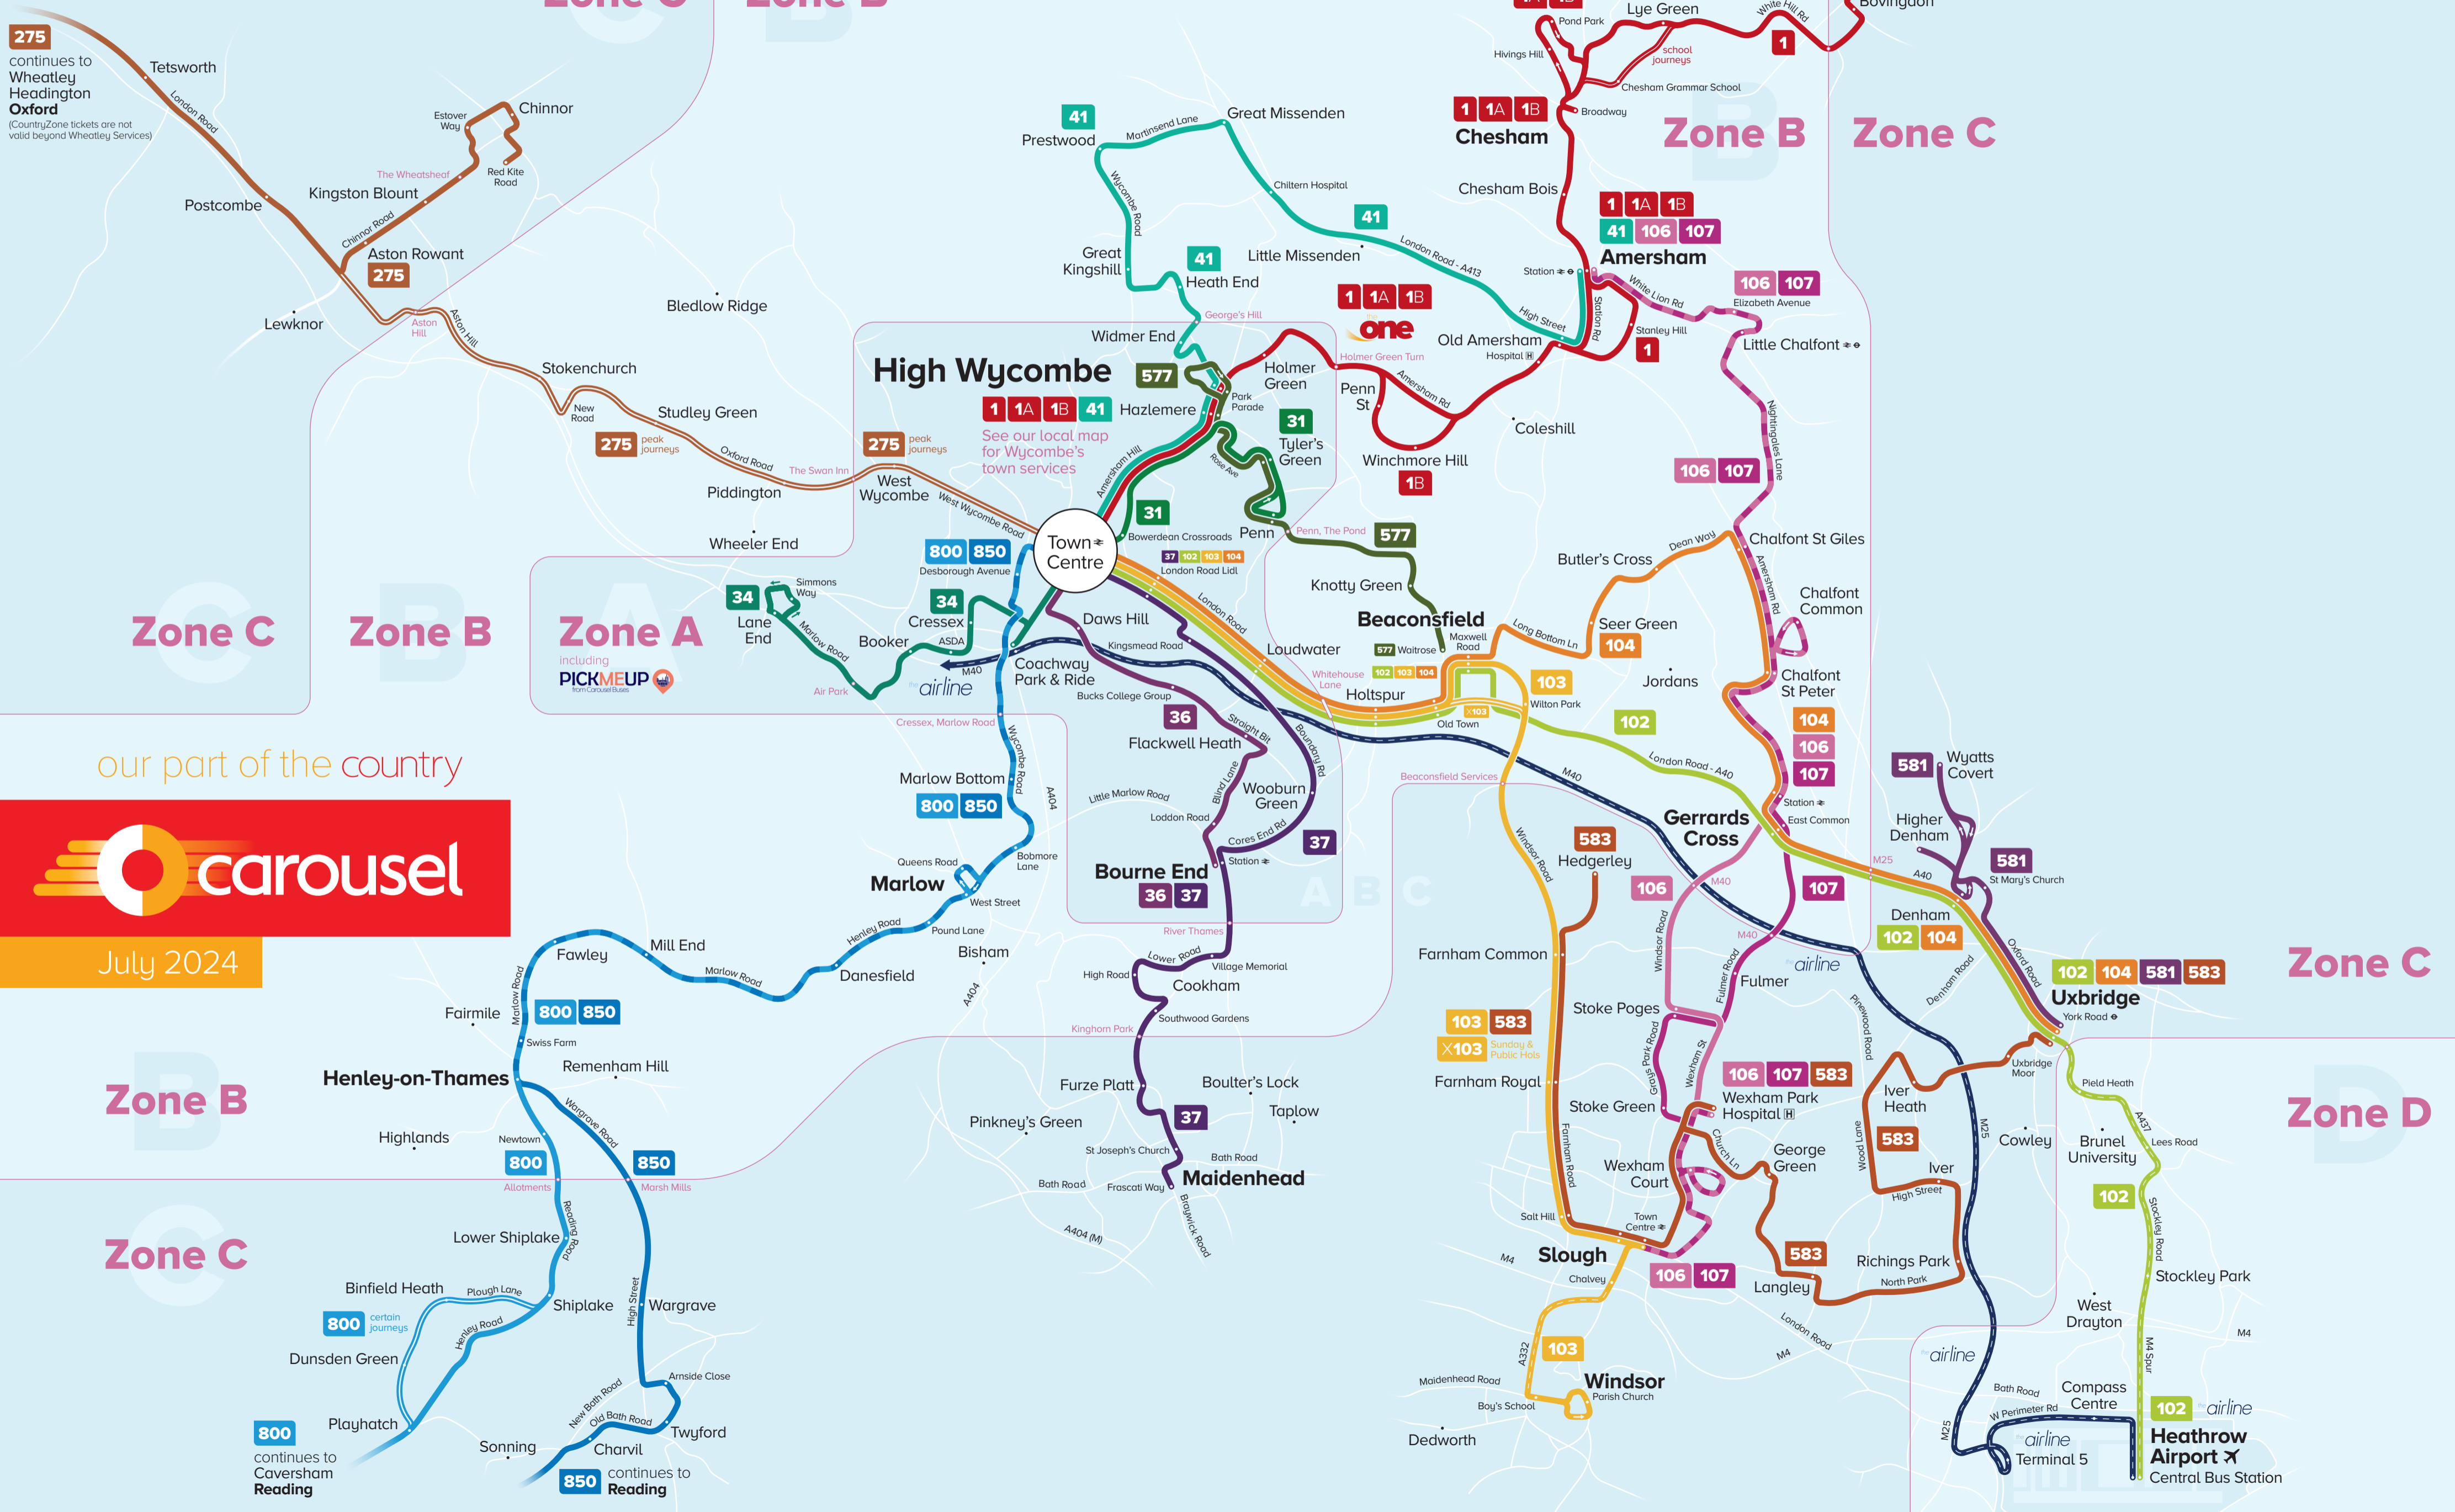 275
continues to
Wheatley
Headington
Oxford
(CountryZone tickets are not
valid beyond Wheatley Services)
Tetsworth
London Road
Postcombe
Estover
Way
Chinnor
Red Kite
Road
The Wheatsheaf
Kingston Blount
Chinnor Road
Aston Rowant
275
Lewknor
Aston
Hill
Aston Hill
Stokenchurch
New
Road
Studley Green
275 peak
journeys
Oxford Road
Piddington
The Swan Inn
275 peak
journeys
West
Wycombe
West Wycombe Road
Bledlow Ridge
Wheeler End
41
Prestwood
Martinsend Lane
Great Missenden
Wycombe Road
Chiltern Hospital
41
London Road - A413
Little Missenden
Great
Kingshill
41
Heath End
George's Hill
Widmer End
High Wycombe
577
1 1A 1B 41
Hazlemere
Park
Parade
See our local map
for Wycombe's
town services
Holmer
Green
Holmer Green Turn
1 1A 1B
the
one
Penn
St
Amersham Rd
Winchmore Hill
1B
Coleshill
31
Tyler's
Green
Rose Ave
Amersham Hill
31
Bowerdean Crossroads
Penn
Penn, The Pond
577
Knotty Green
Town
Centre
37 102 103 104
London Road Lidl
1A 1B
Pond Park
Lye Green
White Hill Rd
Bovingdon
1
Hivings Hill
school
journeys
Chesham Grammar School
1 1A 1B
Chesham
Broadway
Zone B
Zone C
Chesham Bois
1 1A 1B
41 106 107
Amersham
Station
White Lion Rd
106 107
Elizabeth Avenue
High Street
Station Rd
Stanley Hill
1
Old Amersham
Hospital H
Little Chalfont
Nightingales Lane
106 107
Chalfont St Giles
Dean Way
Butler's Cross
Amersham Rd
Chalfont
Common
Seer Green
104
Long Bottom Ln
Jordans
Chalfont
St Peter
104
106
107
Beaconsfield
577 Waitrose
Maxwell
Road
Whitehouse
Lane
102 103 104
Holtspur
X103
Old Town
103
Wilton Park
102
London Road - A40
M40
Beaconsfield Services
Station
East Common
Gerrards
Cross
800 850
Desborough Avenue
34
Simmons
Way
Lane
End
Marlow Road
Air Park
Booker
34
Cressex
ASDA
M40
the airline
Coachway
Park & Ride
Daws Hill
Kingsmead Road
London Road
Loudwater
Bucks College Group
36
Straight Bit
Flackwell Heath
Boundary Rd
Cressex, Marlow Road
Wycombe Road
Marlow Bottom
800 850
A404
Little Marlow Road
Blind Lane
Wooburn
Green
Loddon Road
Cores End Rd
37
Station
Bourne End
36 37
Zone C
Zone B
Zone A
including
PICKMEUP
from Carousel Buses
our part of the country
carousel
July 2024
Queens Road
Marlow
Bobmore
Lane
West Street
Pound Lane
Henley Road
Danesfield
Marlow Road
Mill End
Fawley
Marlow Road
800 850
Fairmile
Swiss Farm
Remenham Hill
Henley-on-Thames
Wargrave Road
Highlands
Newtown
800
850
Allotments
Marsh Mills
Reading Road
Lower Shiplake
Binfield Heath
Plough Lane
Shiplake
800 certain
journeys
Henley Road
Dunsden Green
Playhatch
800
continues to
Caversham
Reading
High Street
Wargrave
Arnside Close
New Bath Road
Old Bath Road
Twyford
Sonning
Charvil
850 continues to
Reading
Zone B
Zone C
Bisham
A404
River Thames
Lower Road
Village Memorial
High Road
Cookham
Southwood Gardens
Kinghorn Park
Furze Platt
Boulter's Lock
Taplow
37
Pinkney's Green
St Joseph's Church
Bath Road
Maidenhead
Bath Road
Frascati Way
A404 (M)
Braywick Road
A B C
583
Hedgerley
Windsor Road
Farnham Common
103 583
X103 Sunday &
Public Hols
Farnham Royal
Farnham Road
Salt Hill
Town
Centre
Slough
Chalvey
M4
A332
103
Windsor
Parish Church
Maidenhead Road
Boy's School
Dedworth
106
M40
107
M40
Windsor Road
Fulmer Road
Fulmer
the airline
Stoke Poges
Grays Park Road
Wexham St
106 107 583
Wexham Park
Hospital H
Stoke Green
Church Ln
George
Green
Wexham
Court
106 107
583
Langley
North Park
Richings Park
London Road
M4
581
Wyatts
Covert
Higher
Denham
581
St Mary's Church
M25
A40
Denham
102 104
Oxford Road
Denham Road
Pinewood Road
102 104 581 583
Uxbridge
York Road
Uxbridge
Moor
Iver
Heath
Wood Lane
583
Iver
High Street
M25
Cowley
Pield Heath
A437
Lees Road
Brunel
University
102
Stockley Road
Stockley Park
West
Drayton
M4
M4 Spur
Zone C
Zone D
the airline
Bath Road
Compass
Centre
W Perimeter Rd
M25
the airline
Terminal 5
102 the airline
Heathrow
Airport
Central Bus Station